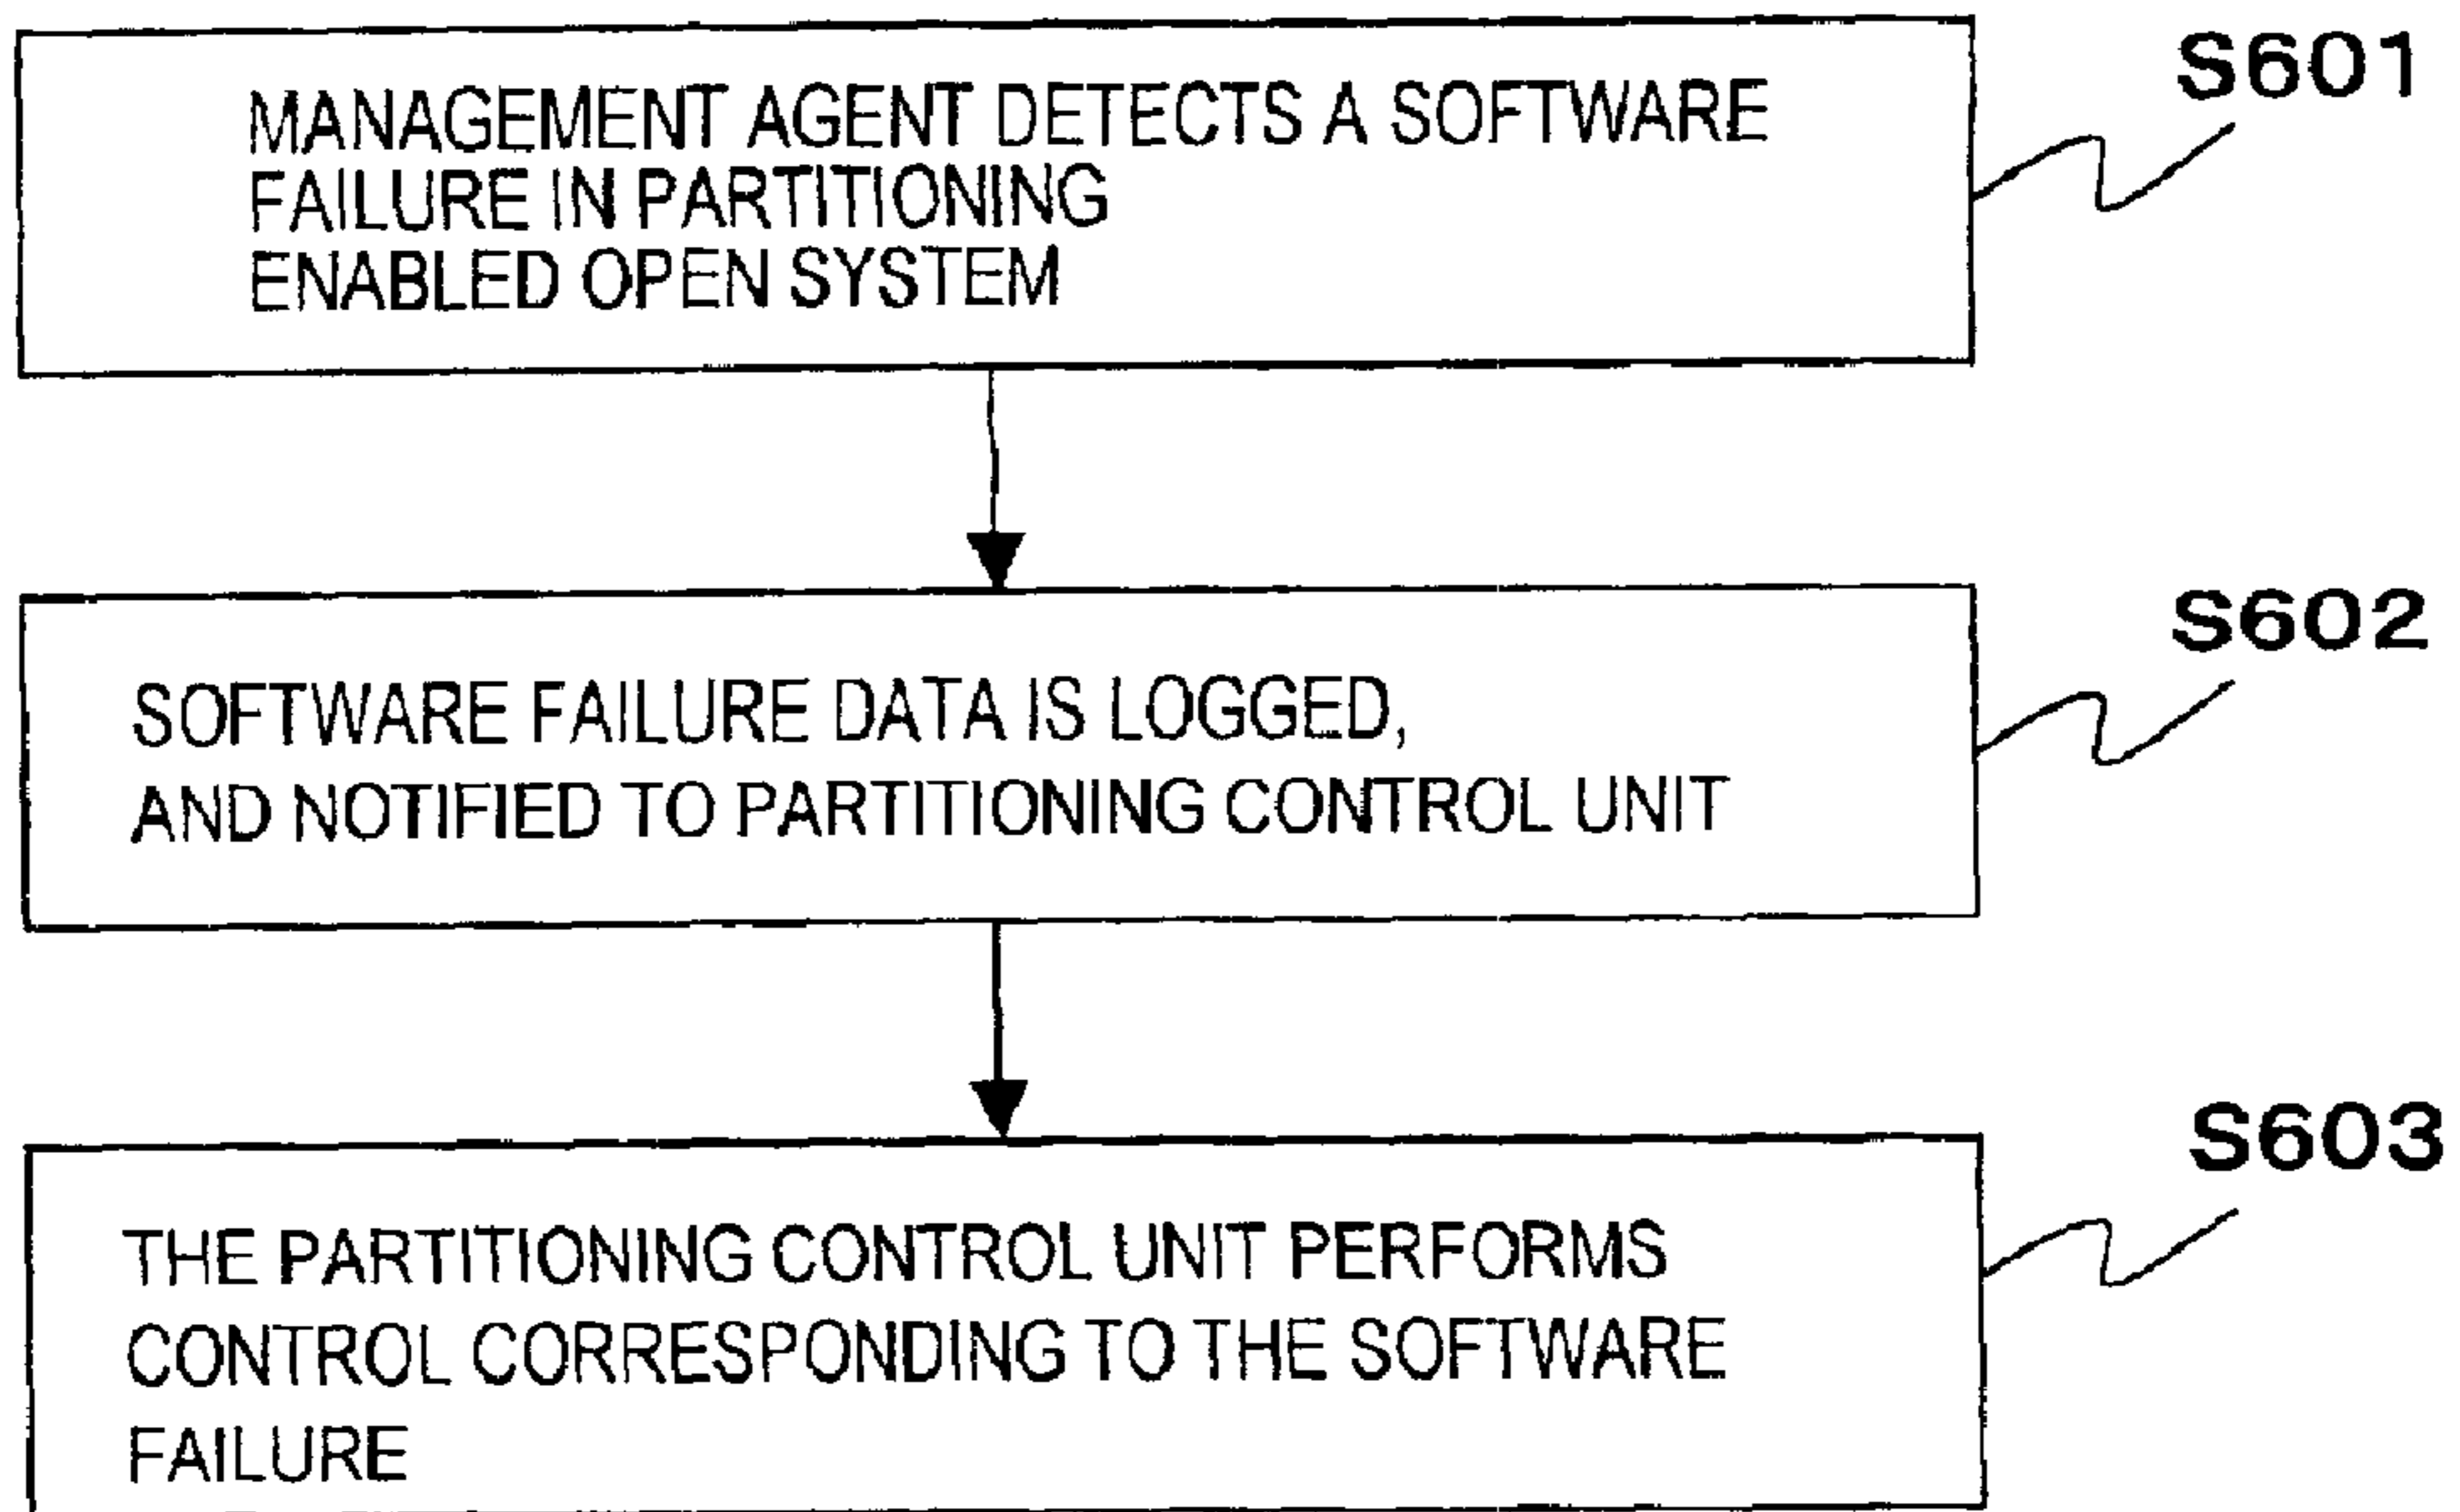 S601
MANAGEMENT AGENT DETECTS A SOFTWARE
FAILURE IN PARTITIONING
ENABLED OPEN SYSTEM
S602
SOFTWARE FAILURE DATA IS LOGGED,
AND NOTIFIED TO PARTITIONING CONTROL UNIT
S603
THE PARTITIONING CONTROL UNIT PERFORMS
CONTROL CORRESPONDING TO THE SOFTWARE
FAILURE